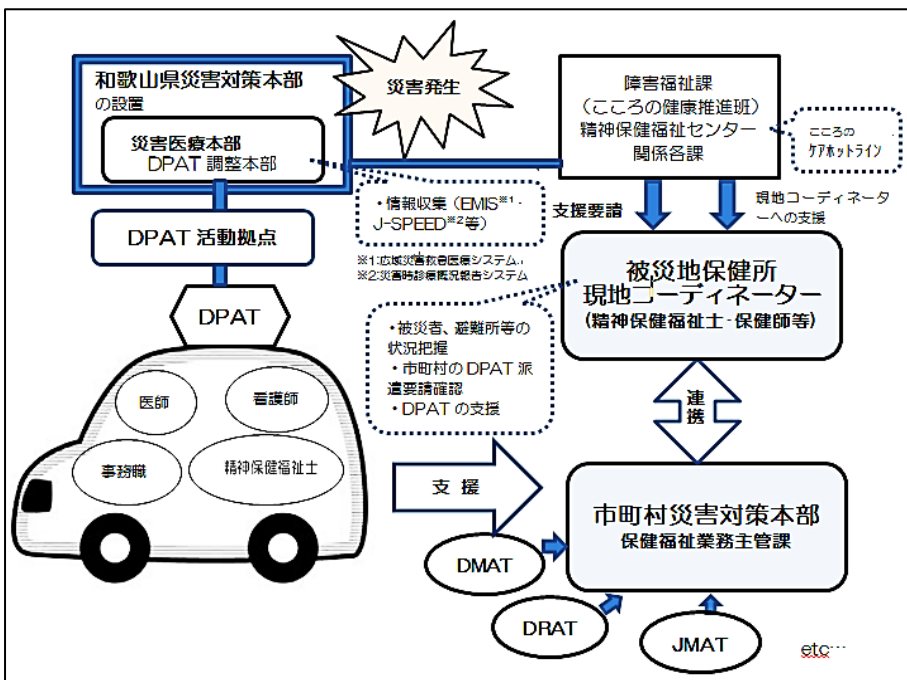 和歌山県災害対策本部
の設置
災害医療本部
DPAT 調整本部
災害発生
障害福祉課
（こころの健康推進班）
精神保健福祉センター
関係各課
こころの
ケアホットライン
・情報収集（EMIS※1・
J-SPEED※2等）
※1:広域災害救急医療システム
※2:災害時診療概況報告システム
支援要請
現地コーディネータ
ーへの支援
DPAT 活動拠点
被災地保健所
現地コーディネーター
(精神保健福祉士・保健師等)
DPAT
・被災者、避難所等の
状況把握
・市町村の DPAT 派
遣要請確認
・DPAT の支援
医師
看護師
事務職
精神保健福祉士
連携
支 援
市町村災害対策本部
保健福祉業務主管課
DMAT
DRAT
JMAT
etc…